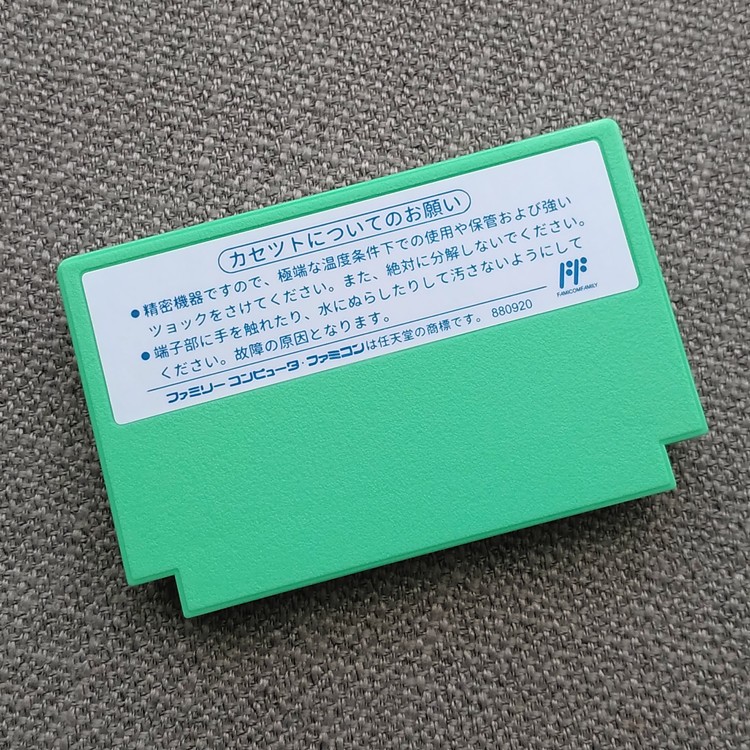 カセツトについてのお願い
●精密機器ですので、極端な温度条件下での使用や保管および強い
ツョックをさけてください。また、絶対に分解しないでください。
●端子部に手を触れたり、水にぬらしたりして汚さないようにして
ください。故障の原因となります。
ファミリー コンピュータ・ファミコンは任天堂の商標です。 880920
FAMICOMFAMILY